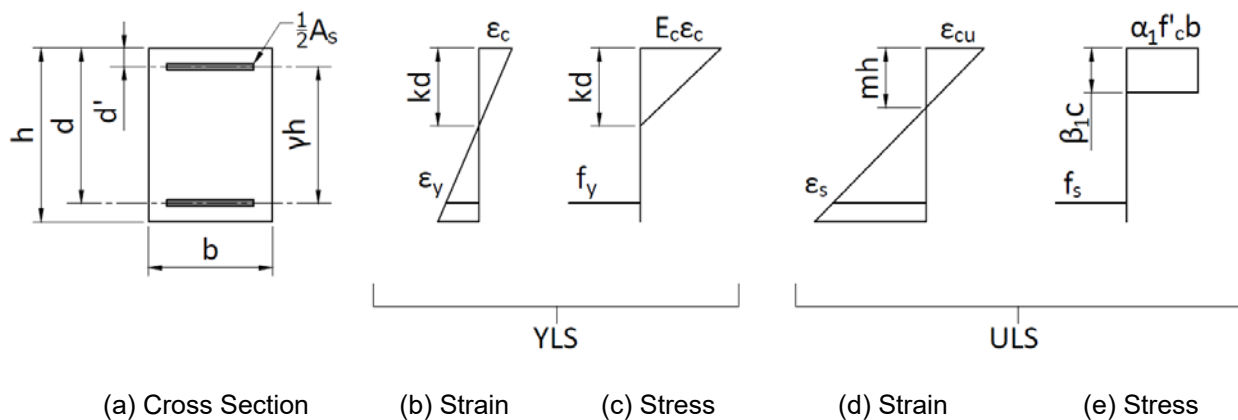 ½Aₛ
d'
h
d
γh
b
εc
kd
εy
Ecεc
kd
fy
YLS
εcu
mh
εs
α₁f'cb
β₁c
fs
ULS
(a) Cross Section
(b) Strain
(c) Stress
(d) Strain
(e) Stress